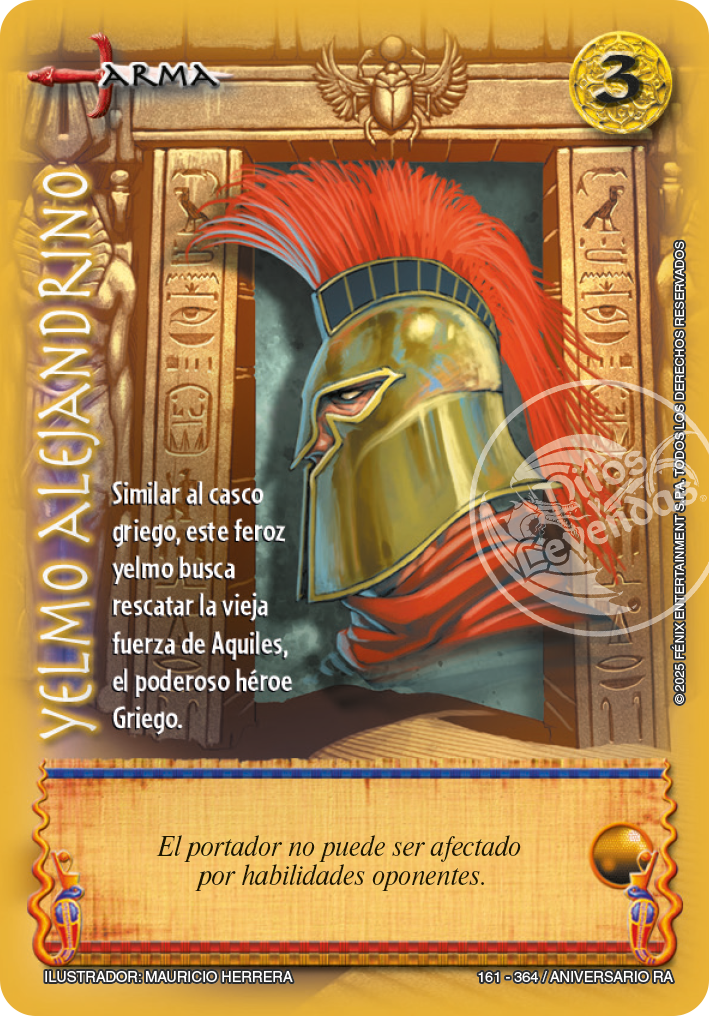 ARMA
3
YELMO ALEJANDRINO
Similar al casco
griego, este feroz
yelmo busca
rescatar la vieja
fuerza de Aquiles,
el poderoso héroe
Griego.
Mitos y
Leyendas®
© 2025 FÉNIX ENTERTAINMENT S.P.A. TODOS LOS DERECHOS RESERVADOS
El portador no puede ser afectado
por habilidades oponentes.
ILUSTRADOR: MAURICIO HERRERA
161 - 364 / ANIVERSARIO RA